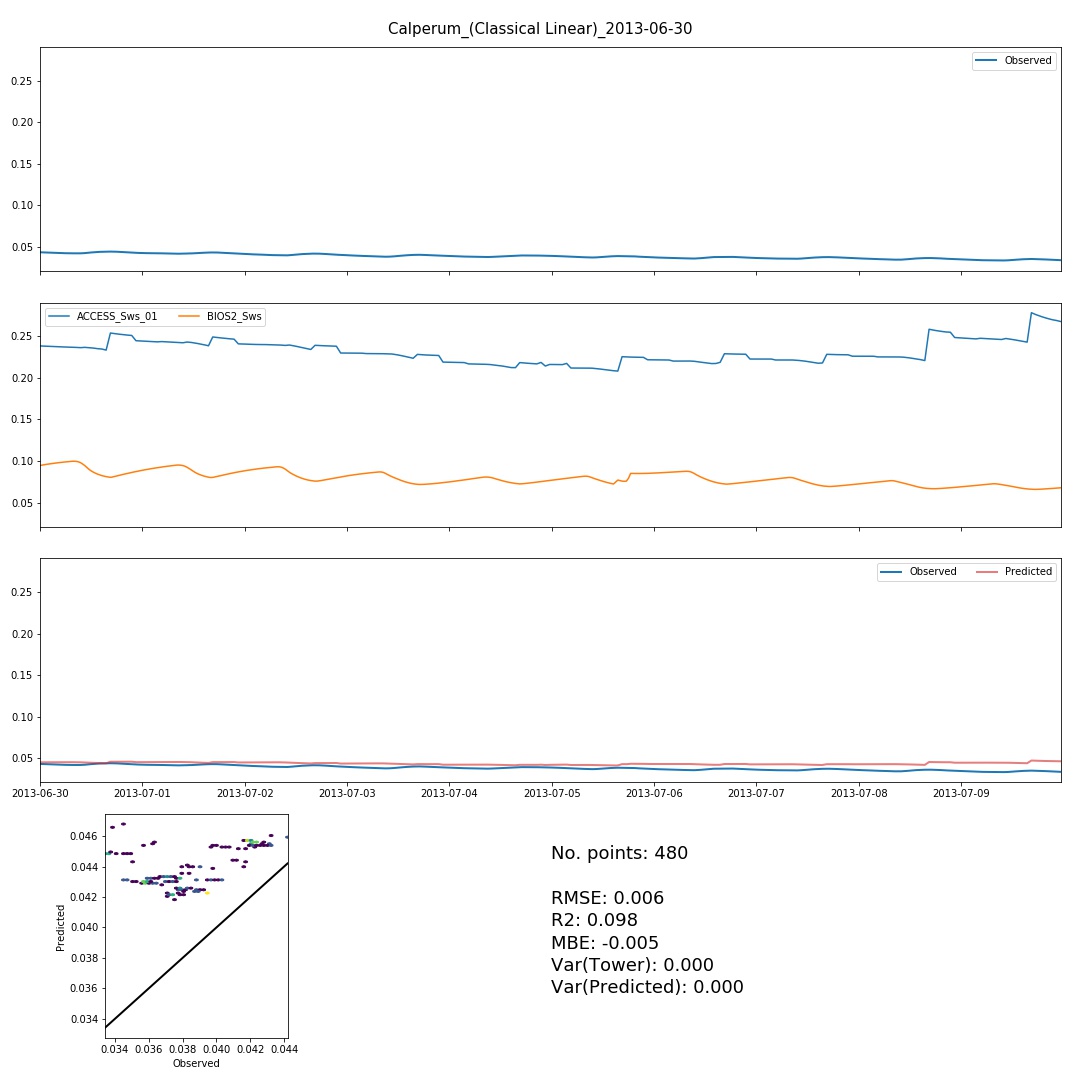 Calperum_(Classical Linear)_2013-06-30
Observed
0.25
0.20
0.15
0.10
0.05
ACCESS_Sws_01 BIOS2_Sws
0.25
0.20
0.15
0.10
0.05
Observed Predicted
0.25
0.20
0.15
0.10
0.05
2013-06-30 2013-07-01 2013-07-02 2013-07-03 2013-07-04 2013-07-05 2013-07-06 2013-07-07 2013-07-08 2013-07-09
Predicted
0.046
0.044
0.042
0.040
0.038
0.036
0.034
0.034 0.036 0.038 0.040 0.042 0.044
Observed
No. points: 480
RMSE: 0.006
R2: 0.098
MBE: -0.005
Var(Tower): 0.000
Var(Predicted): 0.000